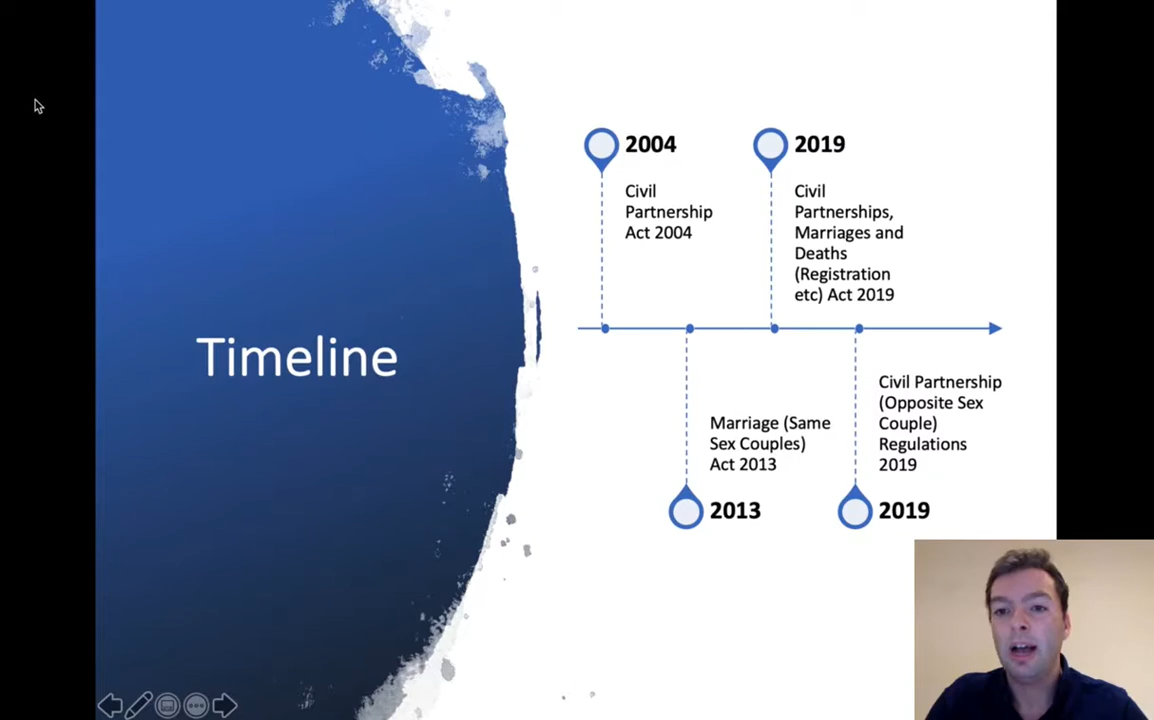 Timeline
2004
Civil
Partnership
Act 2004
2019
Civil
Partnerships,
Marriages and
Deaths
(Registration
etc) Act 2019
Marriage (Same
Sex Couples)
Act 2013
2013
Civil Partnership
(Opposite Sex
Couple)
Regulations
2019
2019